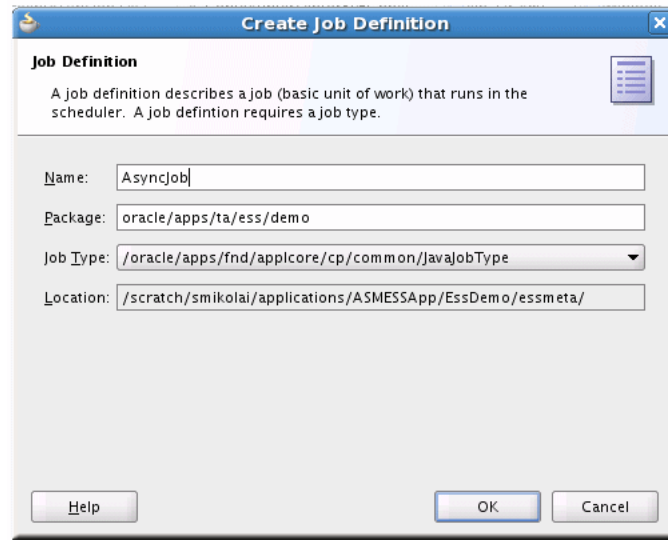 Create Job Definition
Job Definition
A job definition describes a job (basic unit of work) that runs in the
scheduler. A job defintion requires a job type.
Name: AsyncJob
Package: oracle/apps/ta/ess/demo
Job Type: /oracle/apps/fnd/applcore/cp/common/JavaJobType
Location: /scratch/smikolai/applications/ASMESSApp/EssDemo/essmeta/
Help OK Cancel